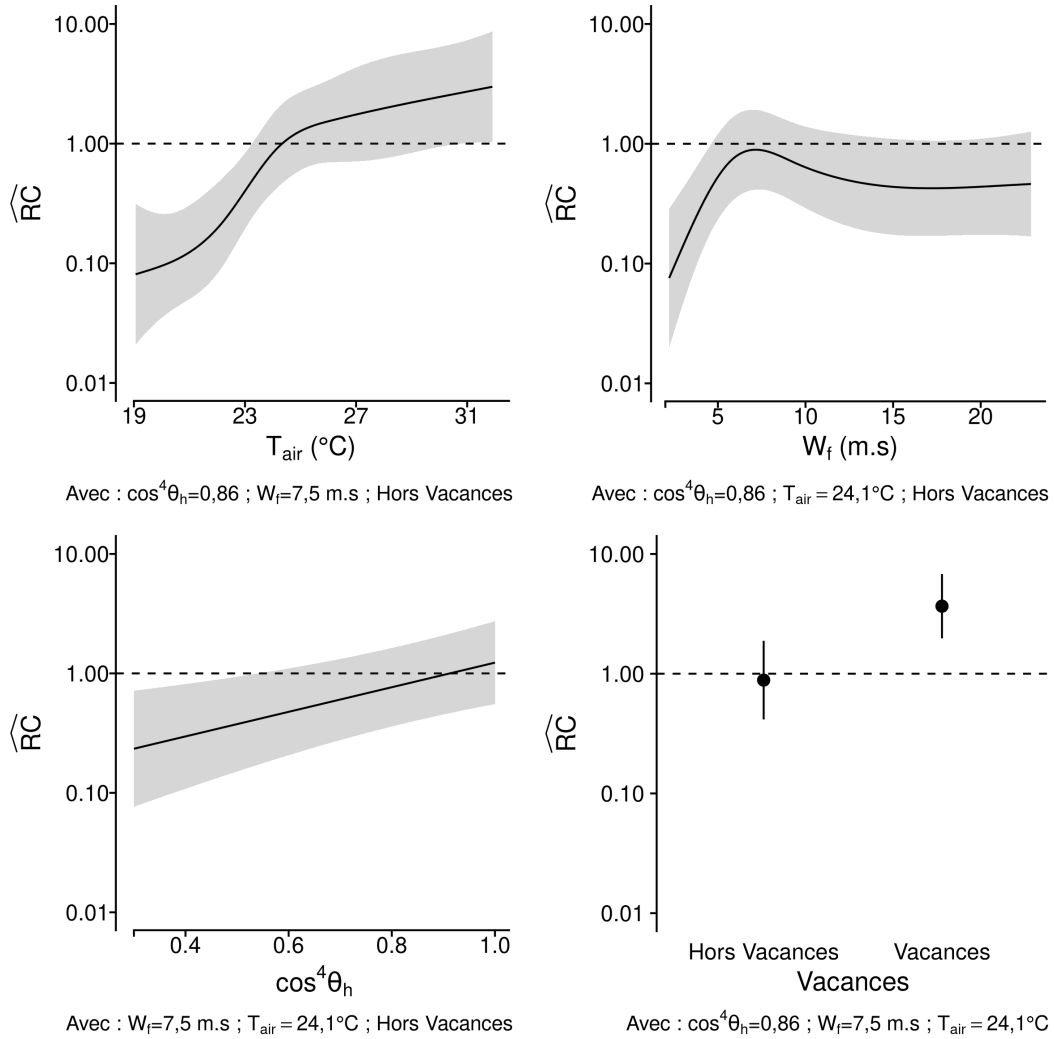 10.00
1.00
0.10
0.01
R͡C
19 23 27 31
T_air (°C)
Avec : cos⁴θ_h=0,86 ; W_f=7,5 m.s ; Hors Vacances
10.00
1.00
0.10
0.01
R͡C
5 10 15 20
W_f (m.s)
Avec : cos⁴θ_h=0,86 ; T_air = 24,1°C ; Hors Vacances
10.00
1.00
0.10
0.01
R͡C
0.4 0.6 0.8 1.0
cos⁴θ_h
Avec : W_f=7,5 m.s ; T_air = 24,1°C ; Hors Vacances
10.00
1.00
0.10
0.01
R͡C
Hors Vacances Vacances
Vacances
Avec : cos⁴θ_h=0,86 ; W_f=7,5 m.s ; T_air = 24,1°C